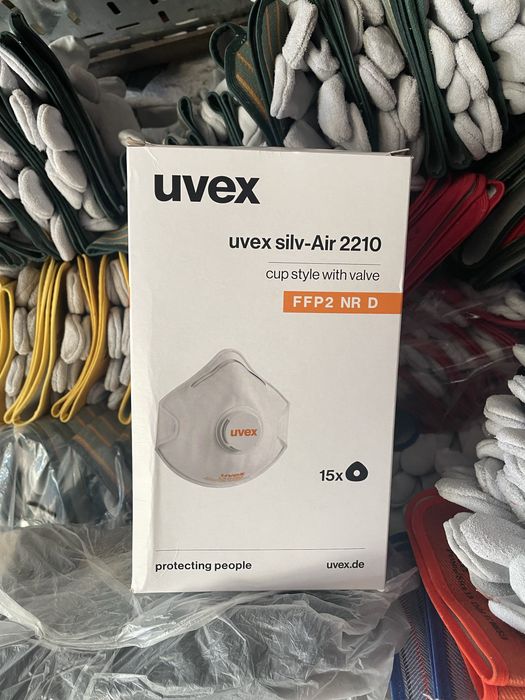 uvex
uvex silv-Air 2210
cup style with valve
FFP2 NR D
uvex
15x
protecting people
uvex.de